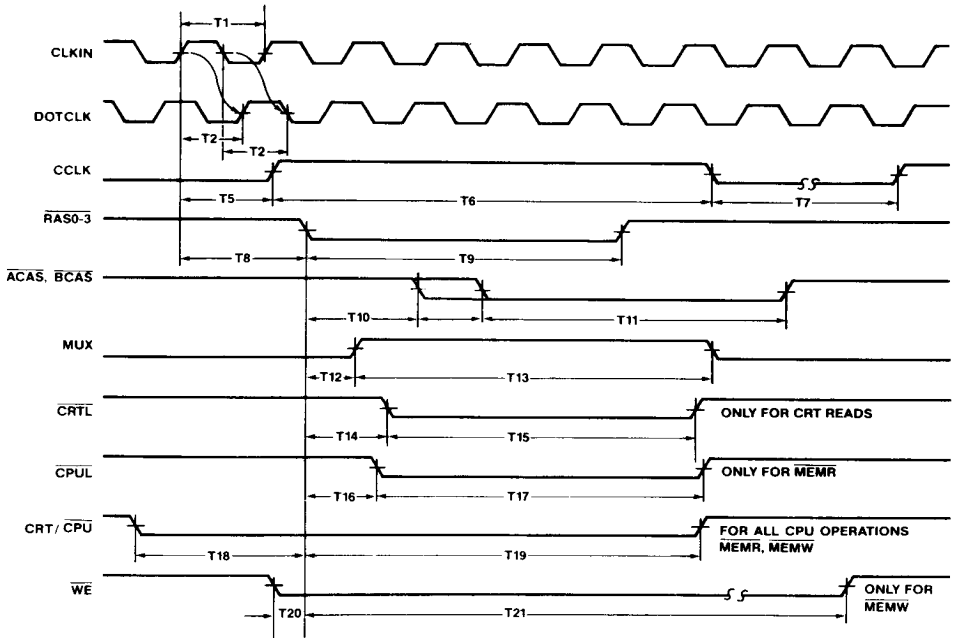 T1
CLKIN
DOTCLK
T2
T2
CCLK
T5
T6
T7
RAS0-3
T8
T9
ACAS, BCAS
T10
T11
MUX
T12
T13
CRTL
ONLY FOR CRT READS
T14
T15
CPUL
ONLY FOR MEMR
T16
T17
CRT/CPU
FOR ALL CPU OPERATIONS
MEMR, MEMW
T18
T19
WE
ONLY FOR
MEMW
T20
T21